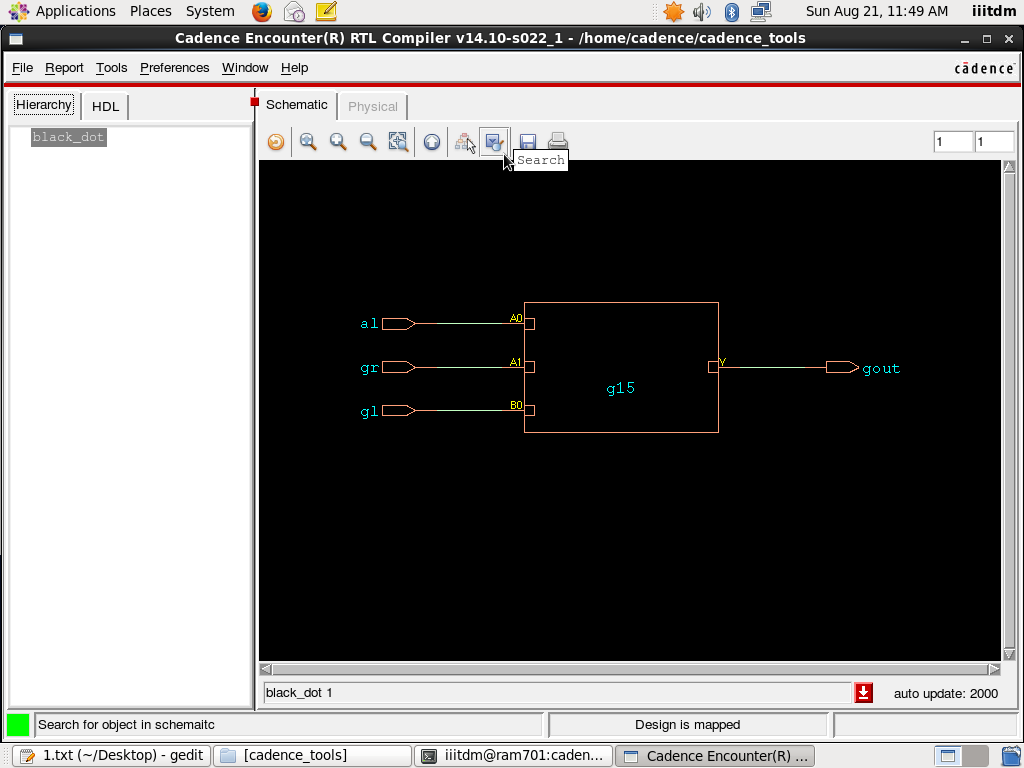 Applications Places System Sun Aug 21, 11:49 AM iiitdm
Cadence Encounter(R) RTL Compiler v14.10-s022_1 - /home/cadence/cadence_tools
File Report Tools Preferences Window Help cādence
Hierarchy HDL Schematic Physical
black_dot
1 1
Search
al A0
gr A1 Y gout
g15
gl B0
black_dot 1 auto update: 2000
Search for object in schemaitc Design is mapped
1.txt (~/Desktop) - gedit [cadence_tools] iiitdm@ram701:caden... Cadence Encounter(R) ...